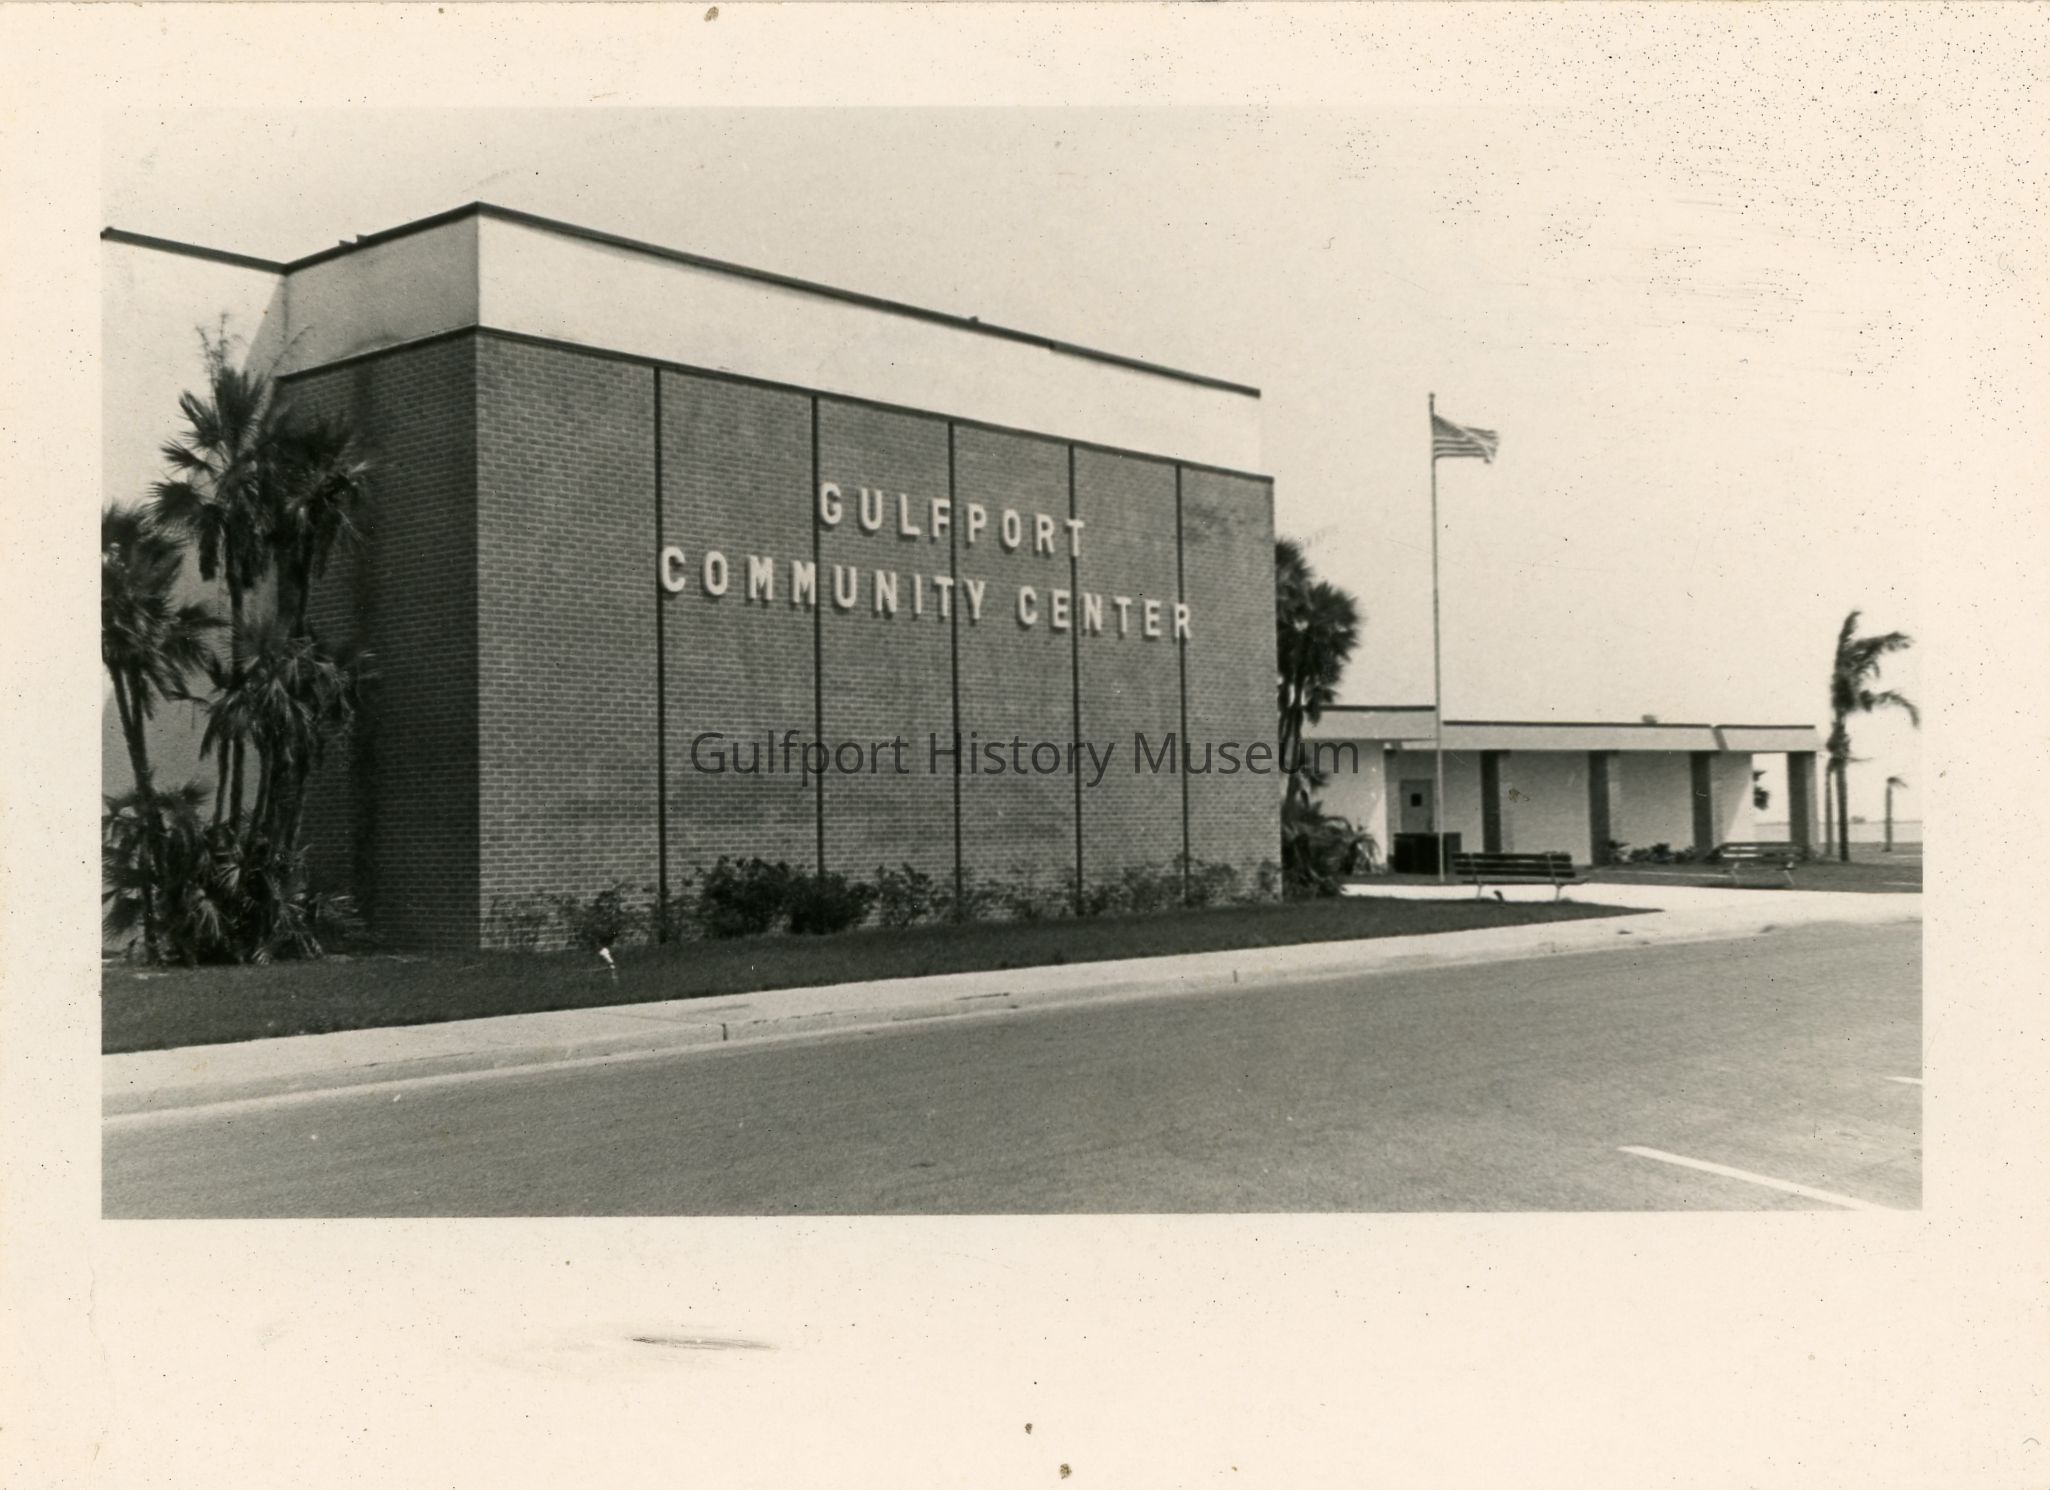 GULFPORT
COMMUNITY CENTER
Gulfport History Museum